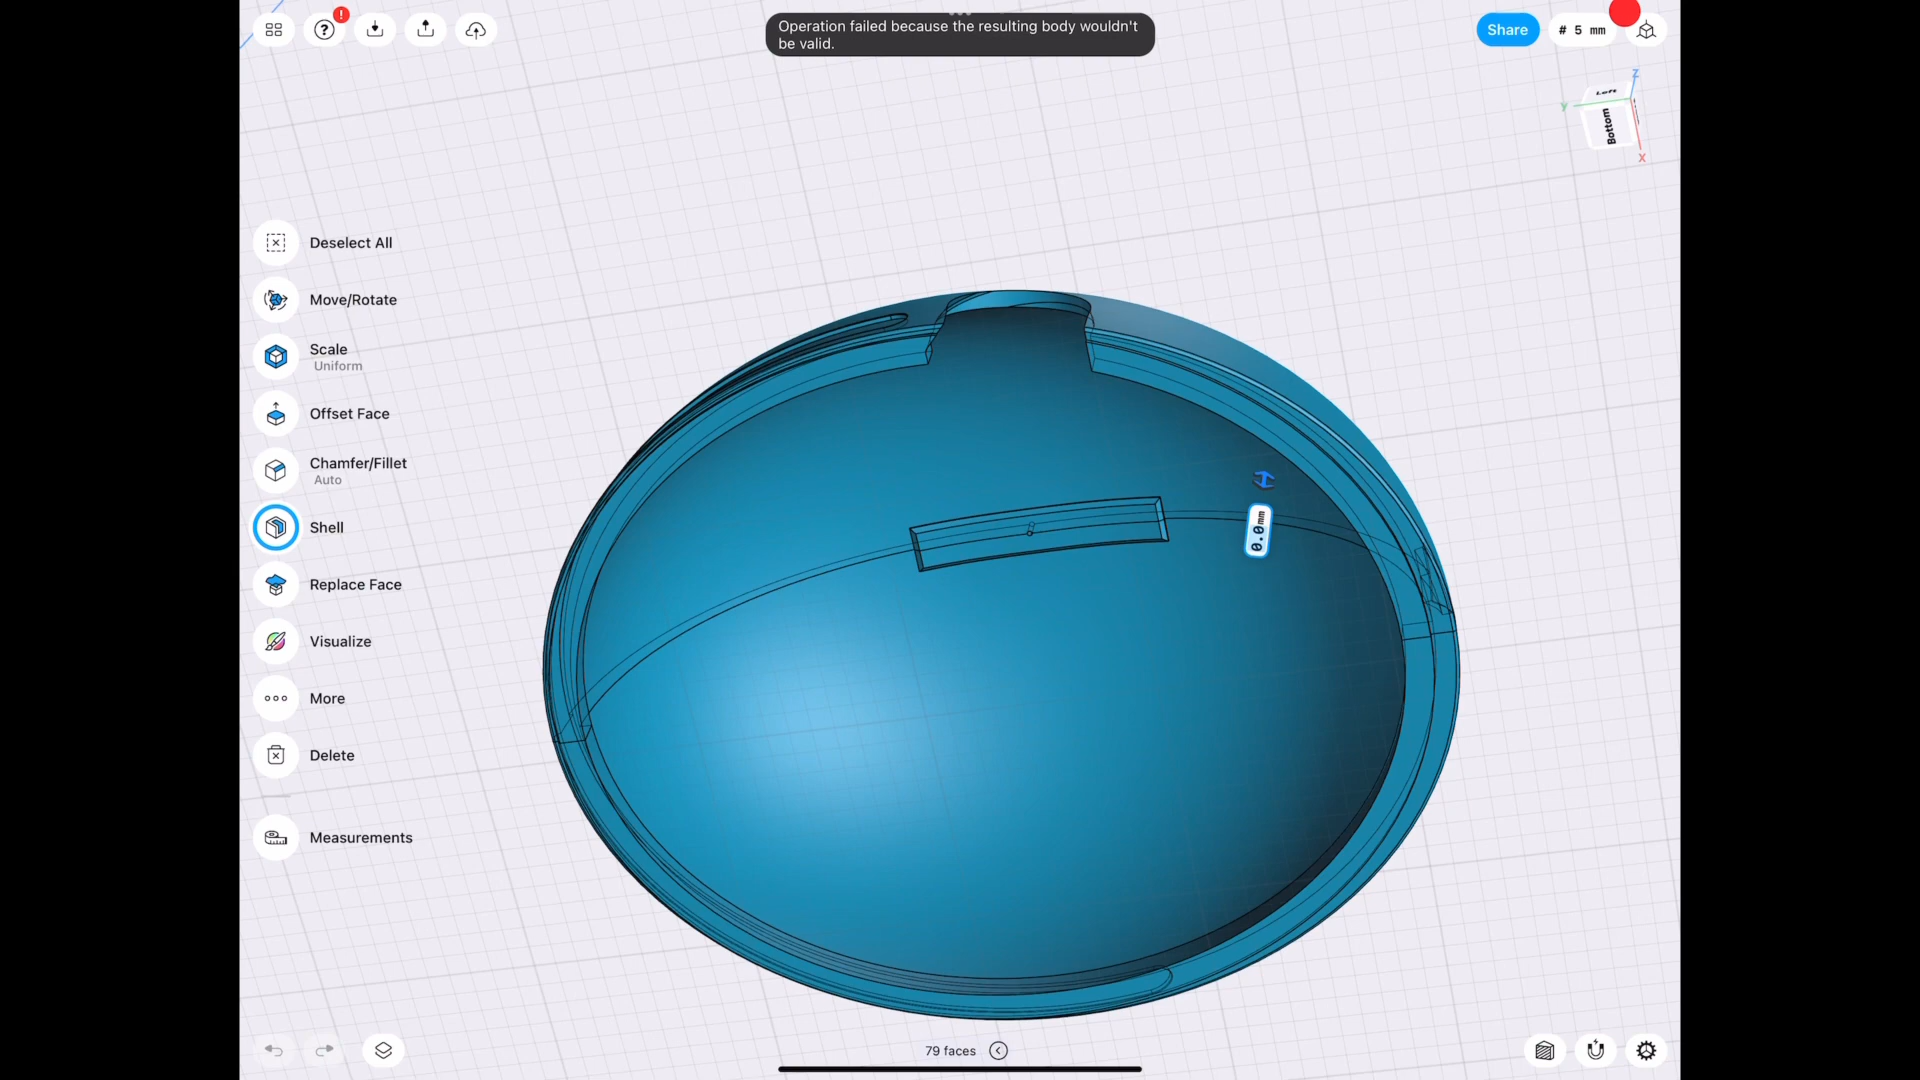 !
?
Operation failed because the resulting body wouldn't
be valid.
Share
# 5 mm
Z
Left
Y
Bottom
X
Deselect All
Move/Rotate
Scale
Uniform
Offset Face
Chamfer/Fillet
Auto
0.0mm
Shell
Replace Face
Visualize
More
Delete
Measurements
79 faces